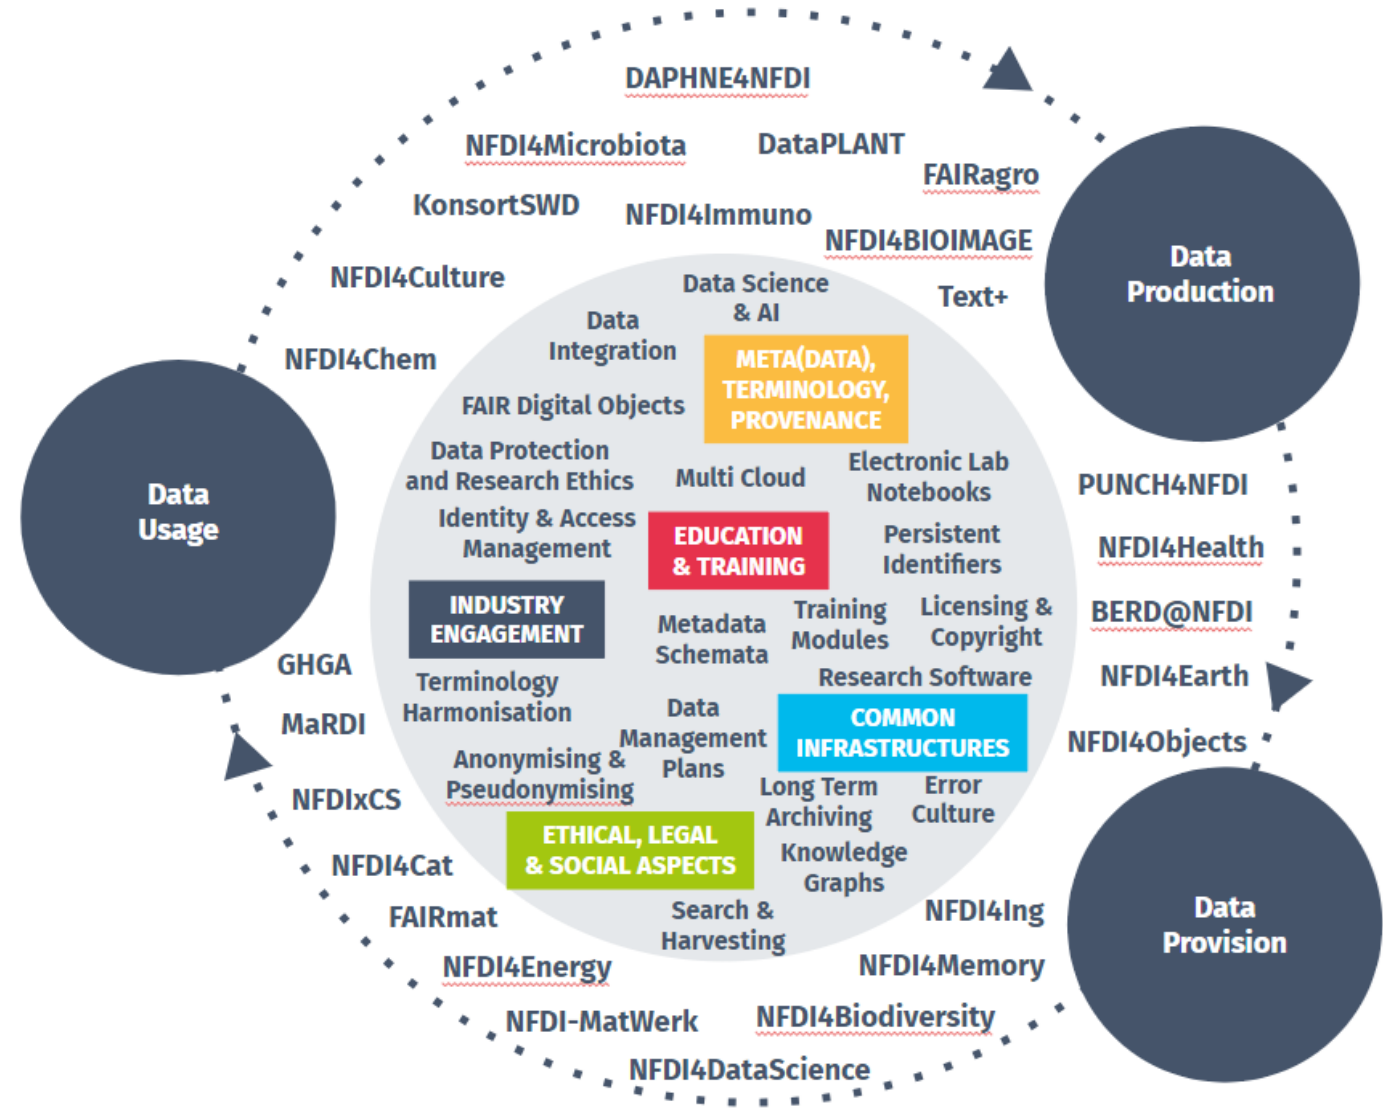 DAPHNE4NFDI
NFDI4Microbiota
DataPLANT
FAIRagro
KonsortSWD
NFDI4Immuno
NFDI4BIOIMAGE
NFDI4Culture
Text+
NFDI4Chem
Data
Production
Data
Usage
Data Science
& AI
Data
Integration
META(DATA),
TERMINOLOGY,
PROVENANCE
FAIR Digital Objects
Data Protection
and Research Ethics
Multi Cloud
Electronic Lab
Notebooks
Identity & Access
Management
EDUCATION
& TRAINING
Persistent
Identifiers
INDUSTRY
ENGAGEMENT
Metadata
Schemata
Training
Modules
Licensing &
Copyright
Terminology
Harmonisation
Research Software
Data
Management
Plans
COMMON
INFRASTRUCTURES
Anonymising &
Pseudonymising
Long Term
Archiving
Error
Culture
ETHICAL, LEGAL
& SOCIAL ASPECTS
Knowledge
Graphs
Search &
Harvesting
PUNCH4NFDI
NFDI4Health
BERD@NFDI
NFDI4Earth
NFDI4Objects
Data
Provision
GHGA
MaRDI
NFDIxCS
NFDI4Cat
FAIRmat
NFDI4Energy
NFDI-MatWerk
NFDI4DataScience
NFDI4Biodiversity
NFDI4Memory
NFDI4Ing